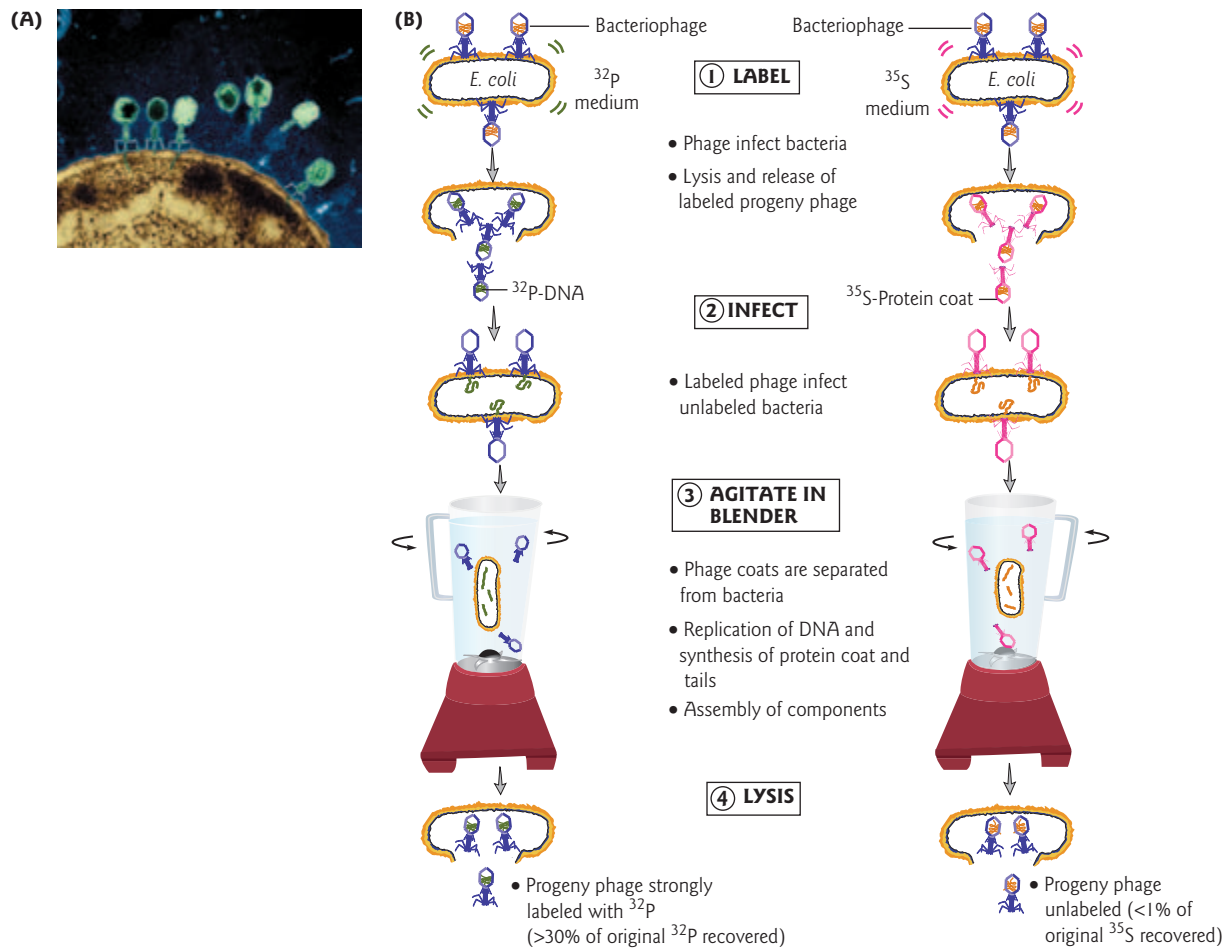 (A)
(B)
Bacteriophage
E. coli
32P
medium
① LABEL
Bacteriophage
E. coli
35S
medium
• Phage infect bacteria
• Lysis and release of
labeled progeny phage
32P-DNA
35S-Protein coat
② INFECT
• Labeled phage infect
unlabeled bacteria
③ AGITATE IN
BLENDER
• Phage coats are separated
from bacteria
• Replication of DNA and
synthesis of protein coat and
tails
• Assembly of components
④ LYSIS
• Progeny phage strongly
labeled with 32P
(>30% of original 32P recovered)
• Progeny phage
unlabeled (<1% of
original 35S recovered)